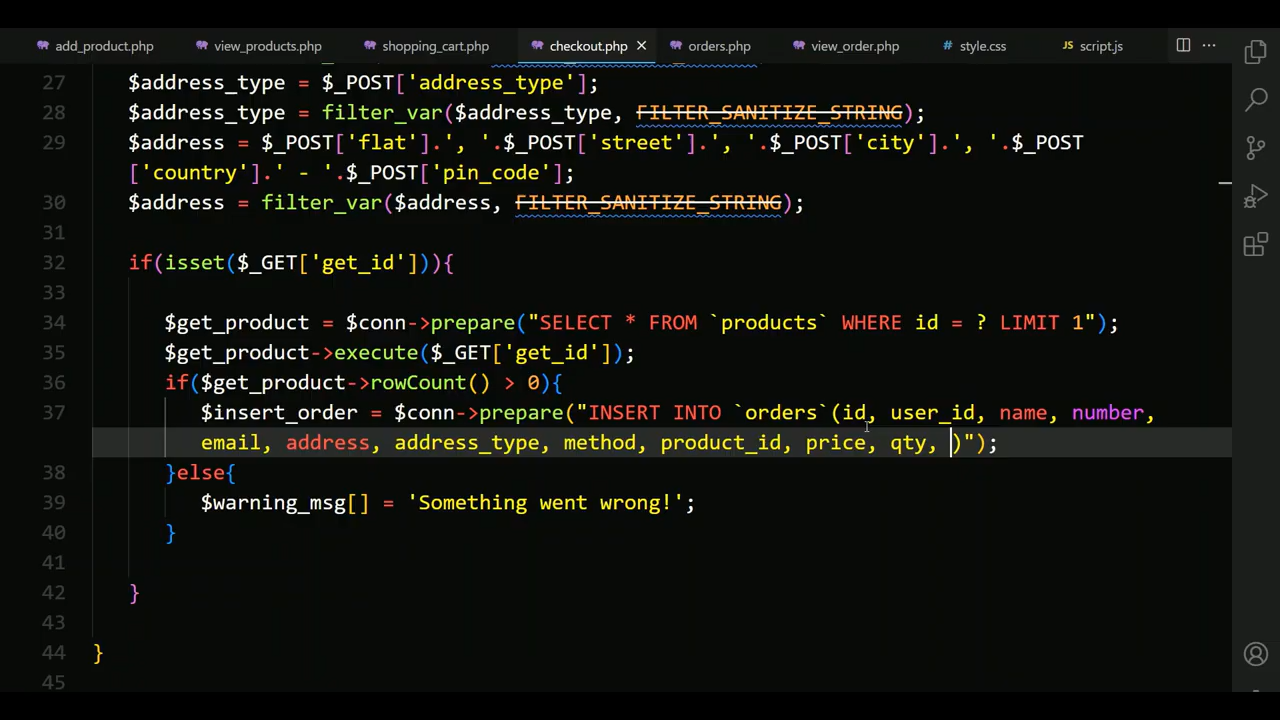 add_product.php view_products.php shopping_cart.php checkout.php orders.php view_order.php style.css JS script.js
27 $address_type = $_POST['address_type'];
28 $address_type = filter_var($address_type, FILTER_SANITIZE_STRING);
29 $address = $_POST['flat'].', '.$_POST['street'].', '.$_POST['city'].', '.$_POST
['country'].' - '.$_POST['pin_code'];
30 $address = filter_var($address, FILTER_SANITIZE_STRING);
31
32 if(isset($_GET['get_id'])){
33
34 $get_product = $conn->prepare("SELECT * FROM `products` WHERE id = ? LIMIT 1");
35 $get_product->execute($_GET['get_id']);
36 if($get_product->rowCount() > 0){
37 $insert_order = $conn->prepare("INSERT INTO `orders`(id, user_id, name, number,
email, address, address_type, method, product_id, price, qty, )");
38 }else{
39 $warning_msg[] = 'Something went wrong!';
40 }
41
42 }
43
44 }
45